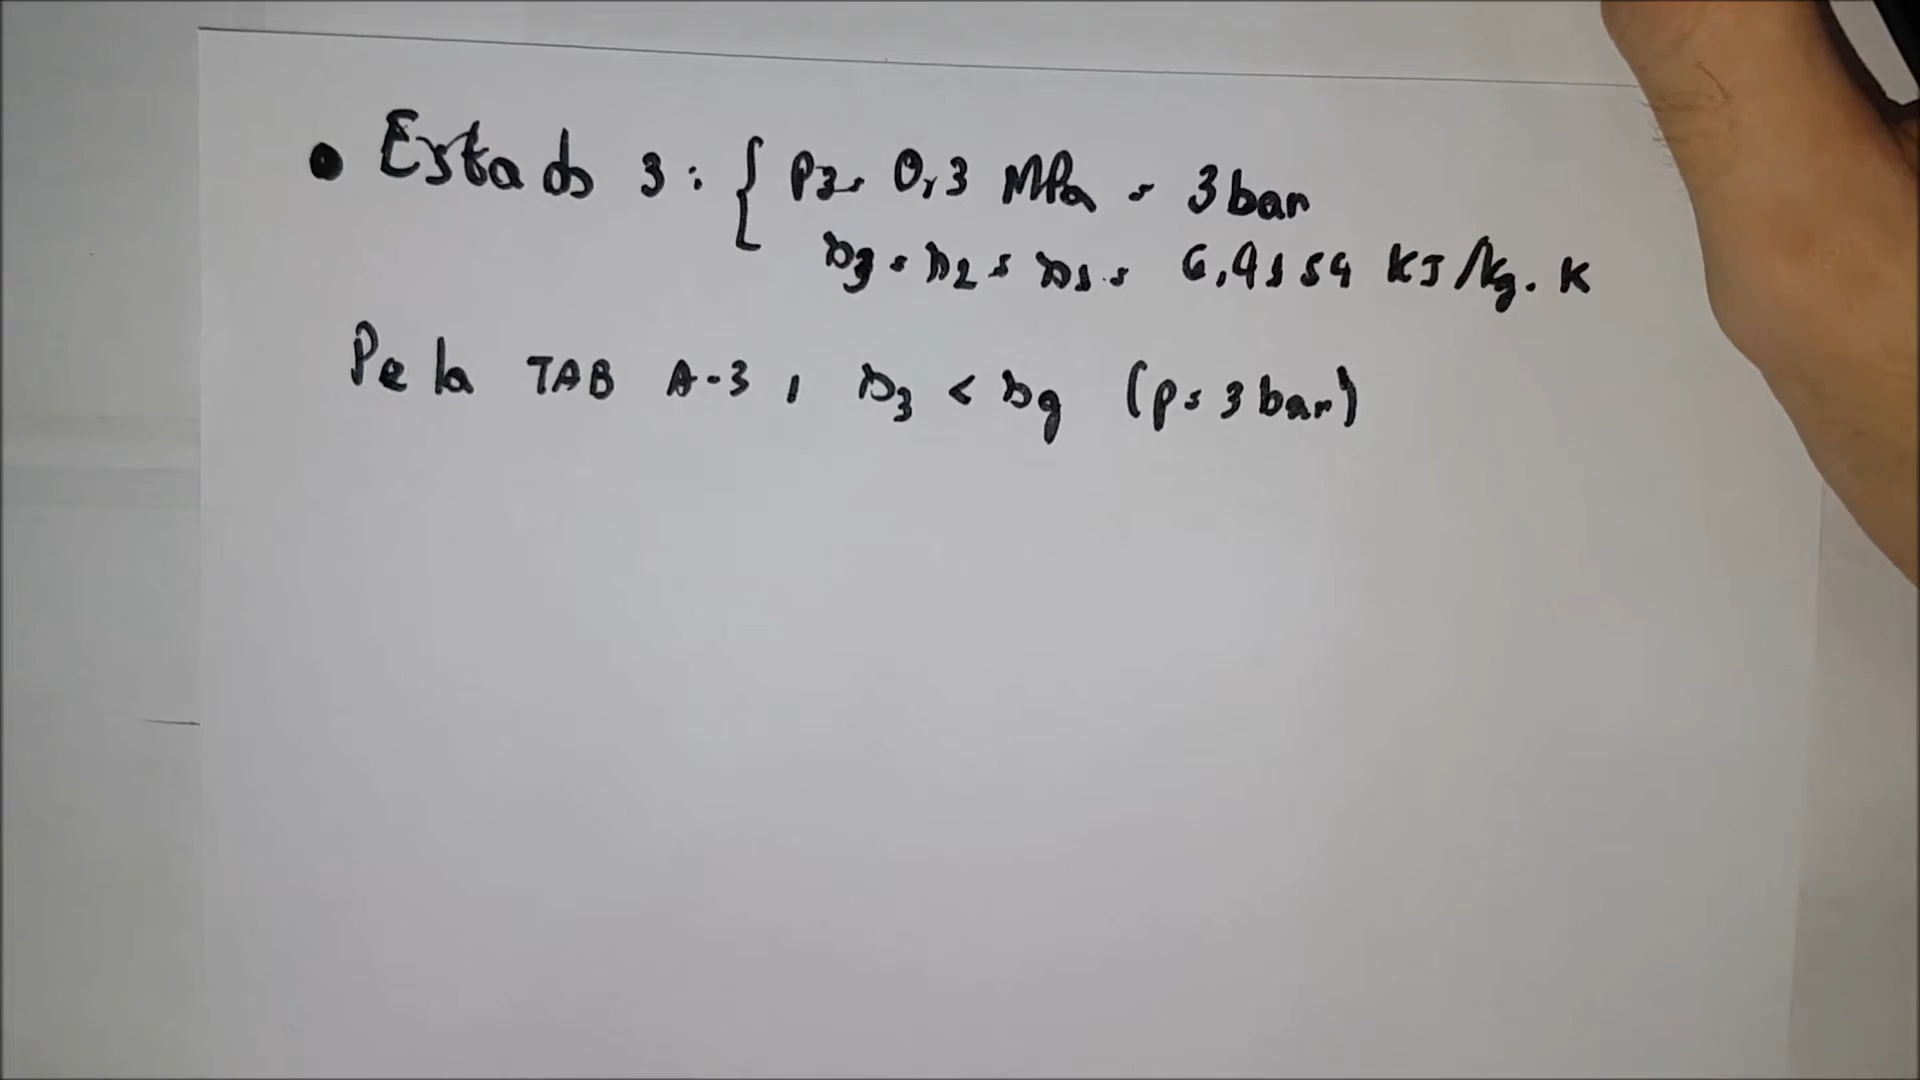 • Estado 3: { P3 = 0,3 MPa = 3 bar
s3 = s2 = s1 = 6,9154 KJ/kg.K
Pela TAB A-3, s3 < sg (p = 3 bar)